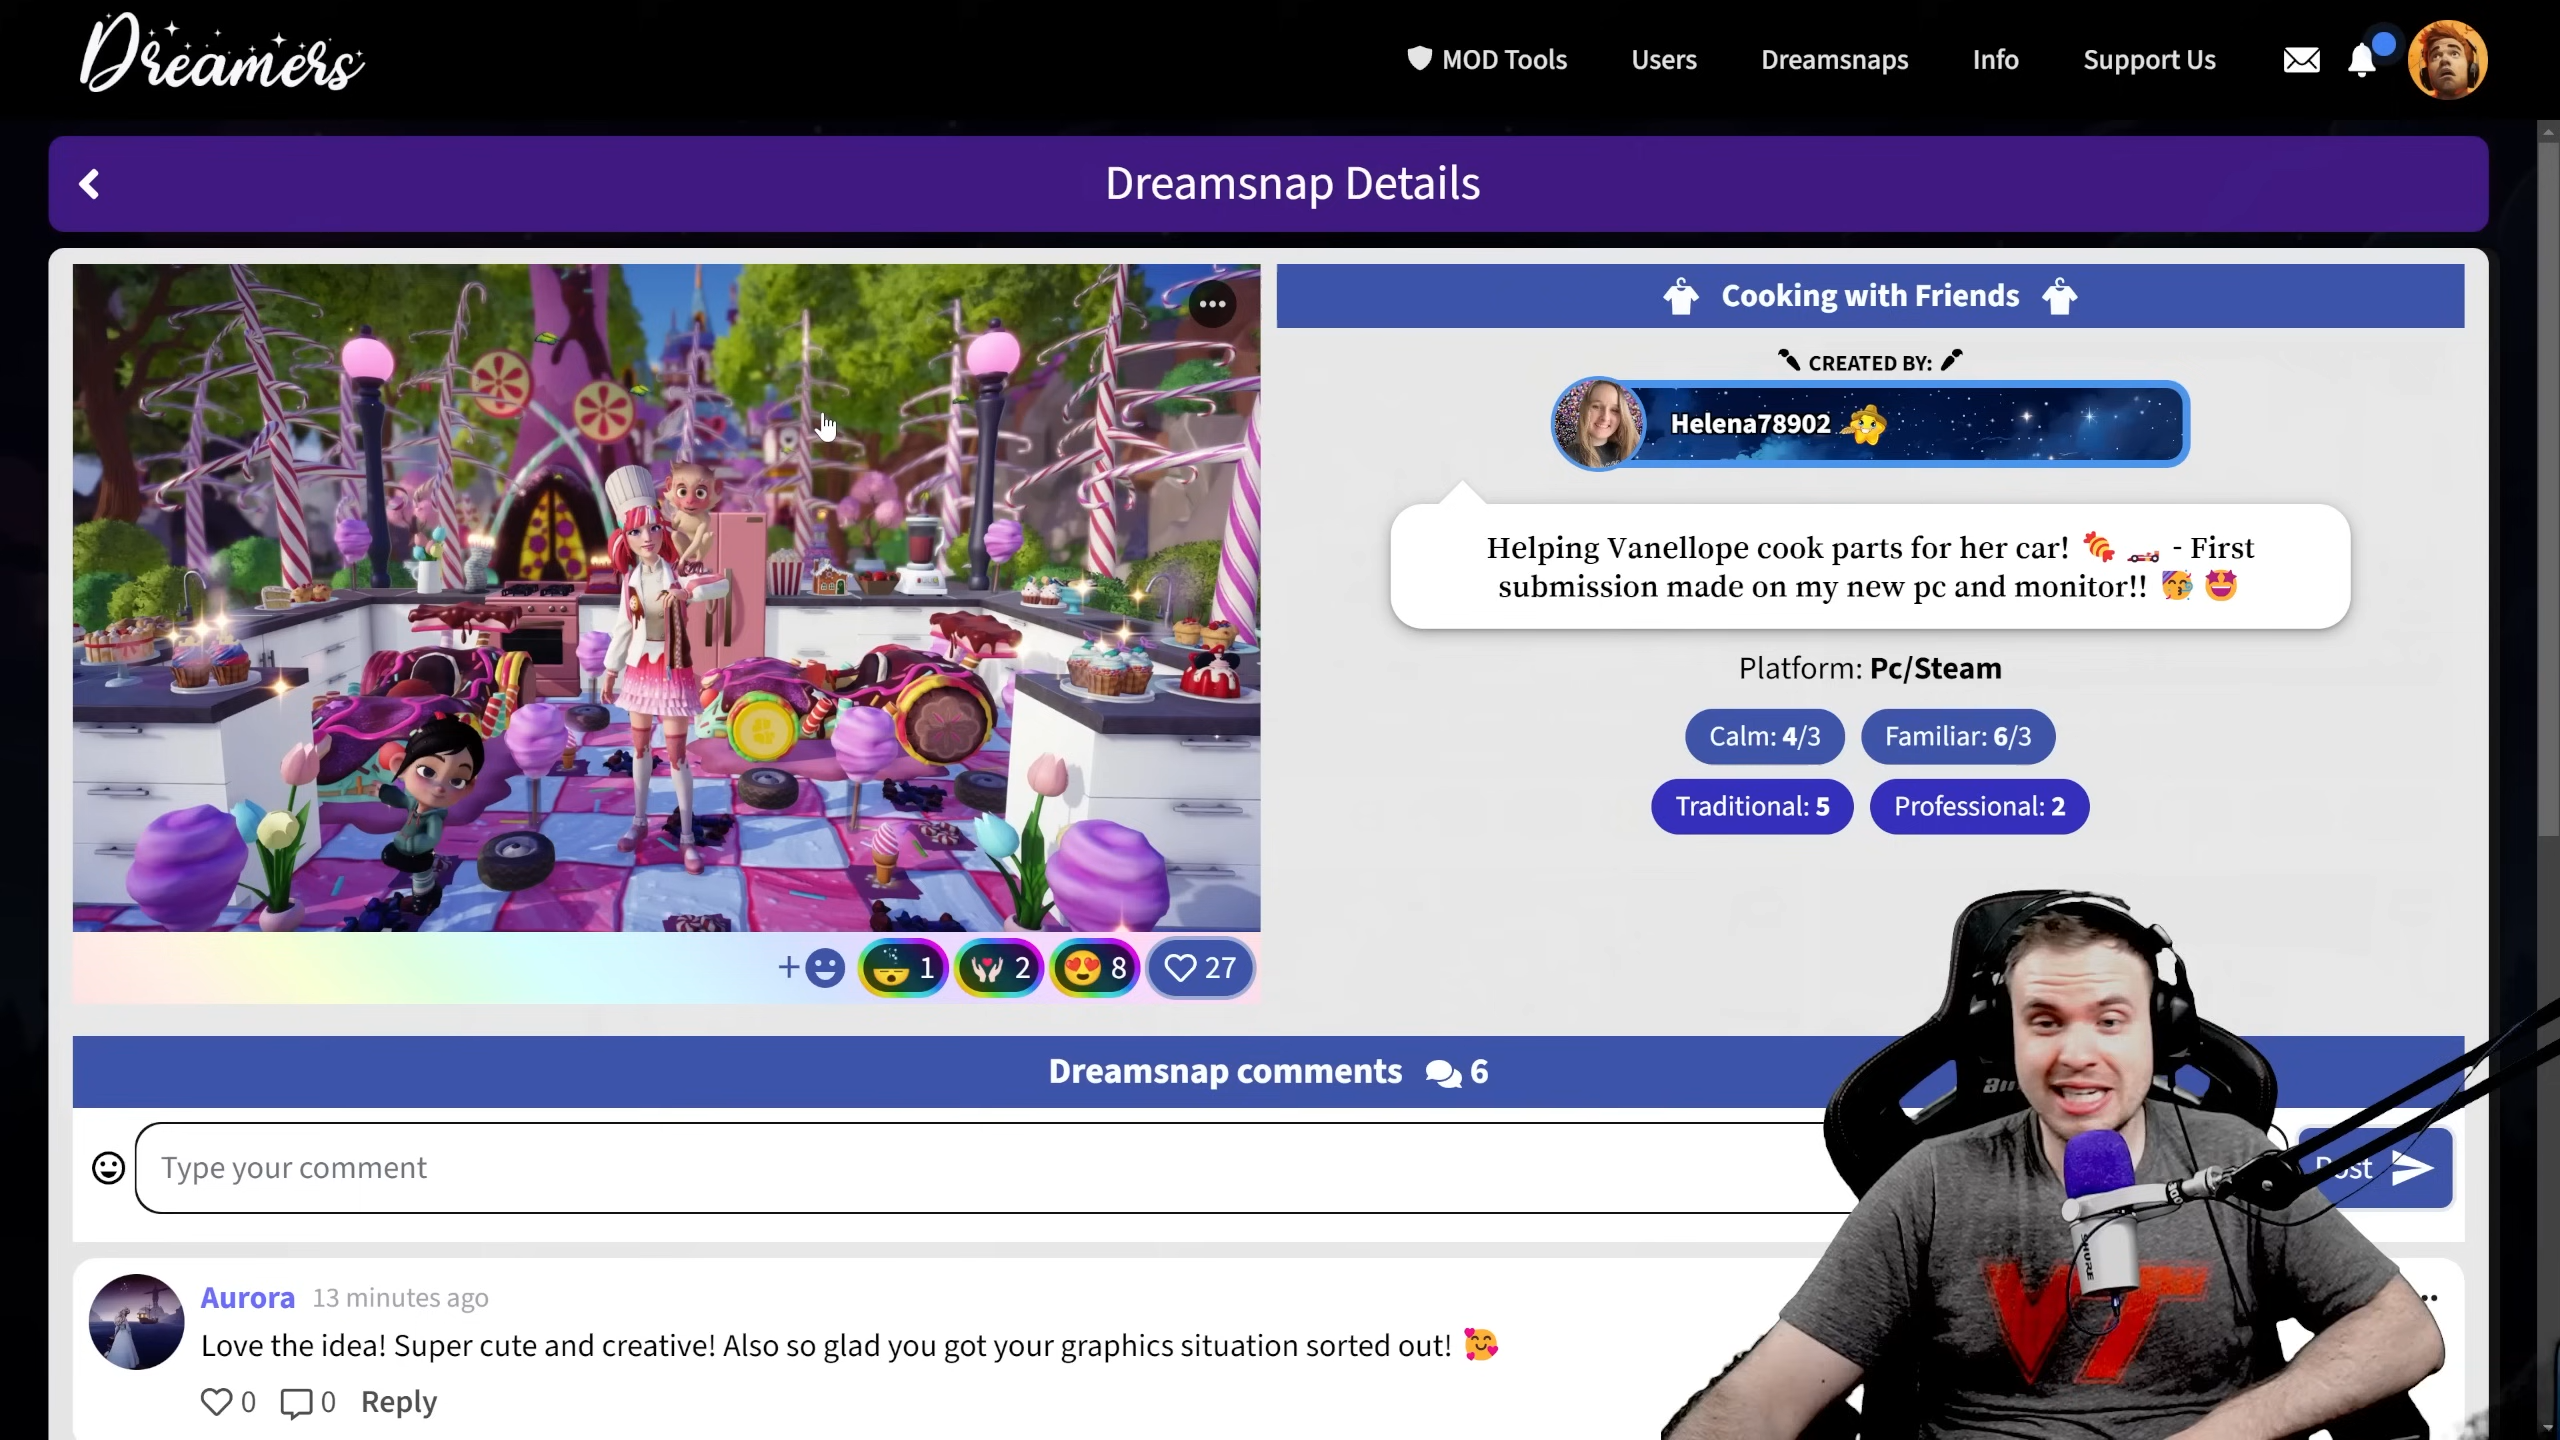 Dreamers
MOD Tools
Users
Dreamsnaps
Info
Support Us
Dreamsnap Details
Cooking with Friends
CREATED BY:
Helena78902
Helping Vanellope cook parts for her car! 🍬 🏎️ - First
submission made on my new pc and monitor!! 🥳 🤩
Platform: Pc/Steam
Calm: 4/3
Familiar: 6/3
Traditional: 5
Professional: 2
1
2
8
27
Dreamsnap comments 6
Type your comment
Post
Aurora 13 minutes ago
Love the idea! Super cute and creative! Also so glad you got your graphics situation sorted out! 🥰
0 0 Reply
SHURE
VT